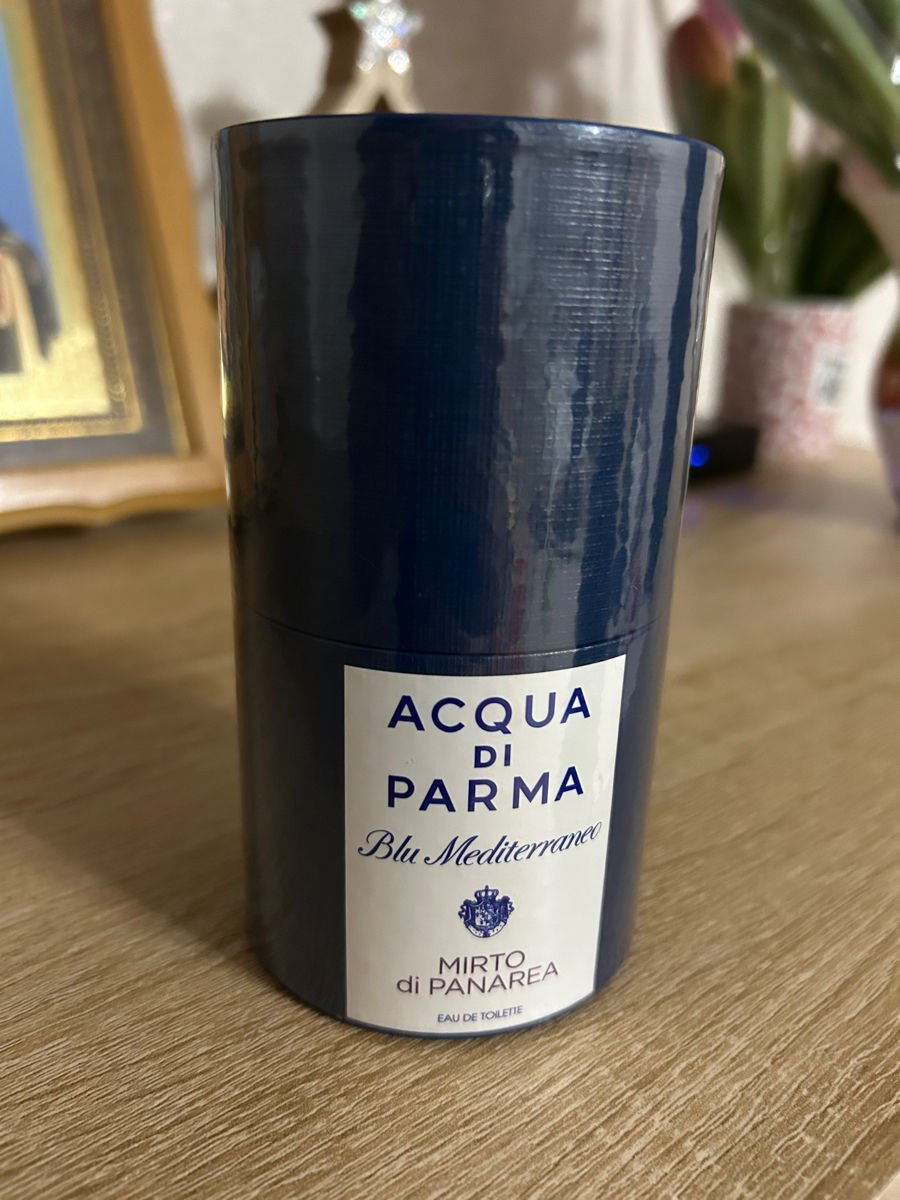 ACQUA
DI
PARMA
Blu Mediterraneo
MIRTO
di PANAREA
EAU DE TOILETTE